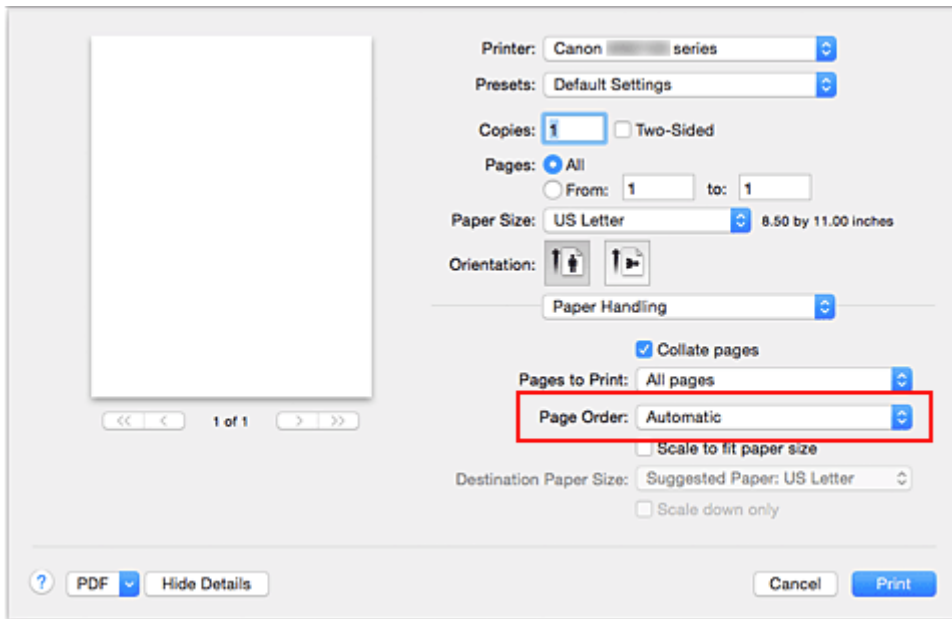 Printer: Canon series
Presets: Default Settings
Copies: 1 Two-Sided
Pages: All
From: 1 to: 1
Paper Size: US Letter 8.50 by 11.00 inches
Orientation:
Paper Handling
Collate pages
Pages to Print: All pages
Page Order: Automatic
<< < 1 of 1 > >>
Scale to fit paper size
Destination Paper Size: Suggested Paper: US Letter
Scale down only
? PDF Hide Details Cancel Print